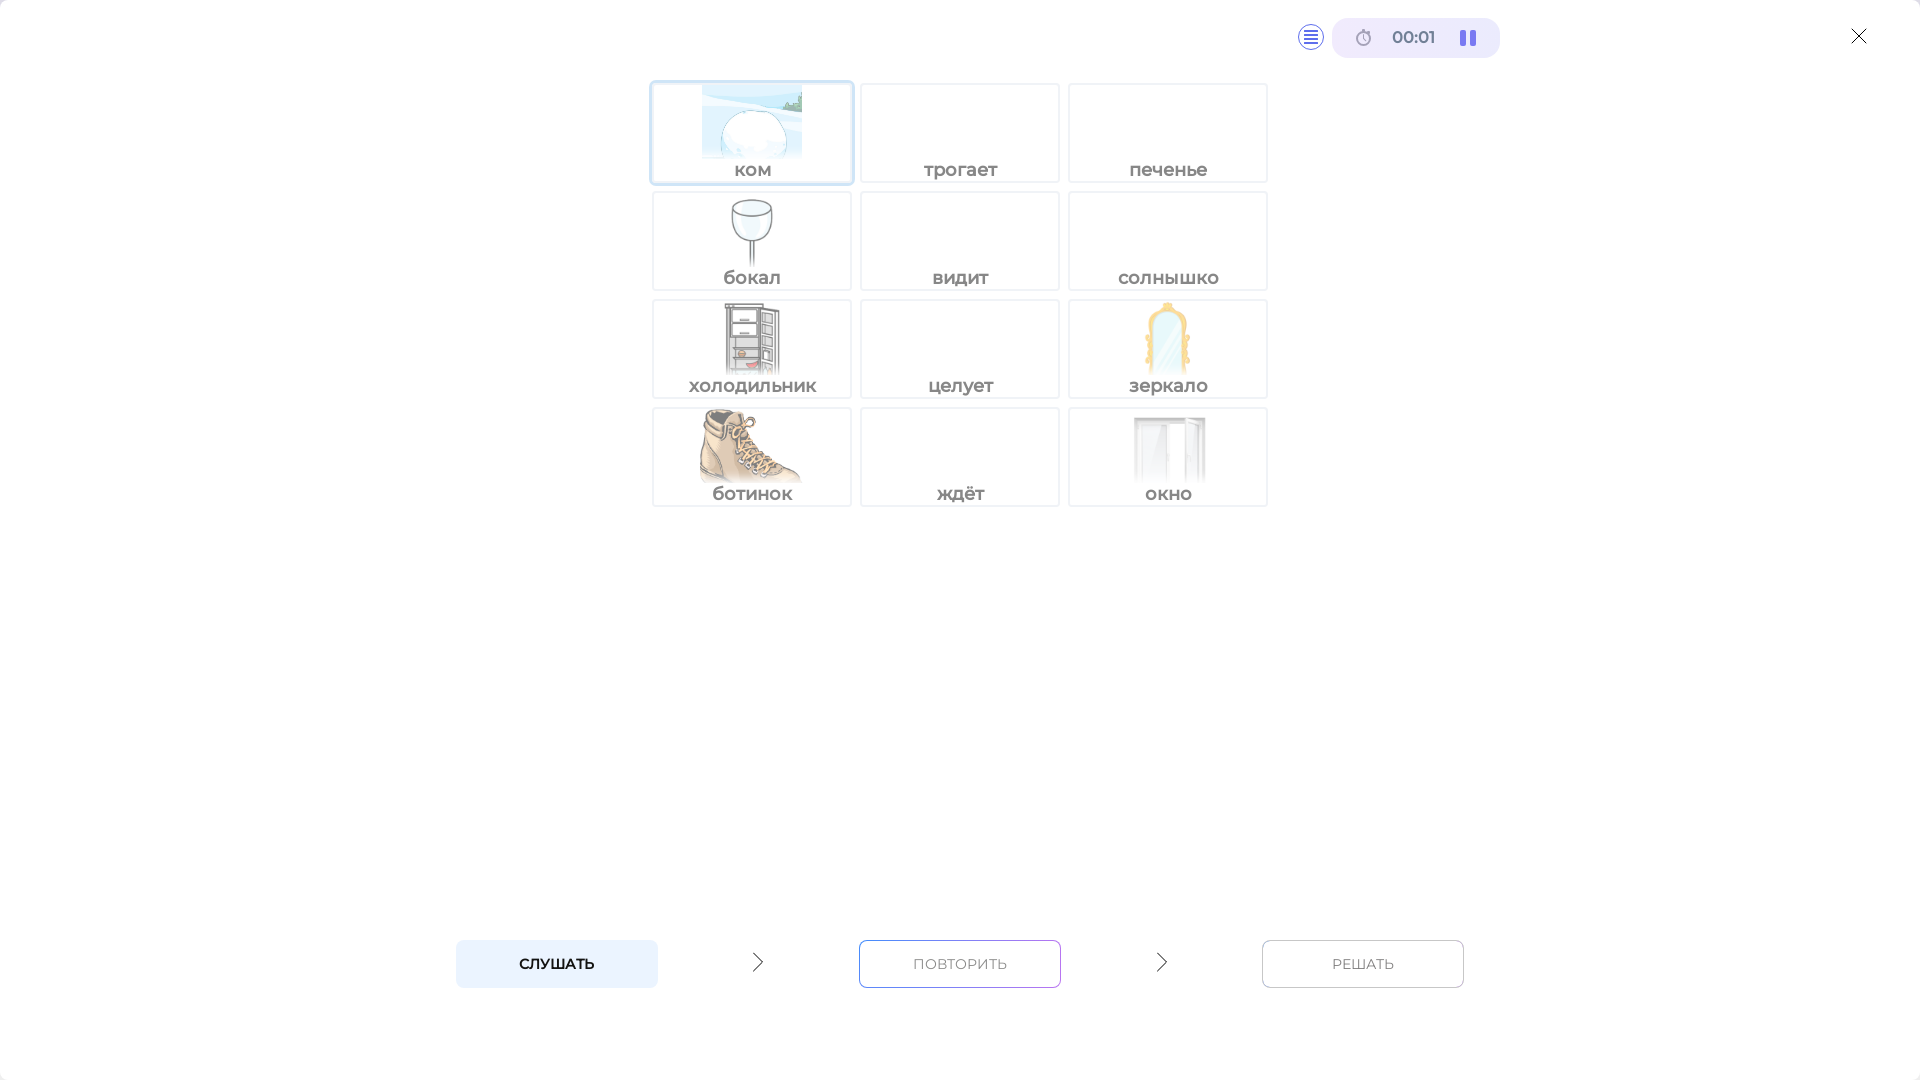 00:01
ком трогает печенье
бокал видит солнышко
холодильник целует зеркало
ботинок ждёт окно
СЛУШАТЬ ПОВТОРИТЬ РЕШАТЬ